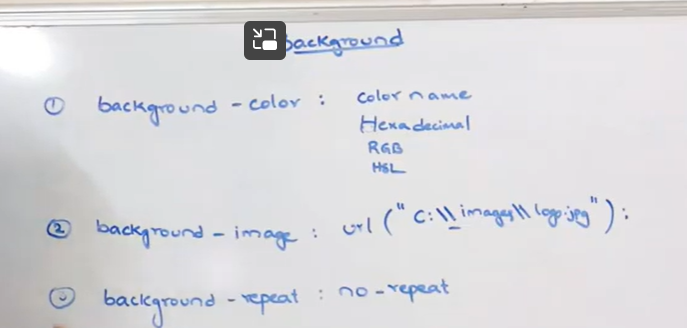 background
① background - color : color name
Hexadecimal
RGB
HSL
② background - image : url ("C:\\images\\logo.jpg");
③ background - repeat : no - repeat